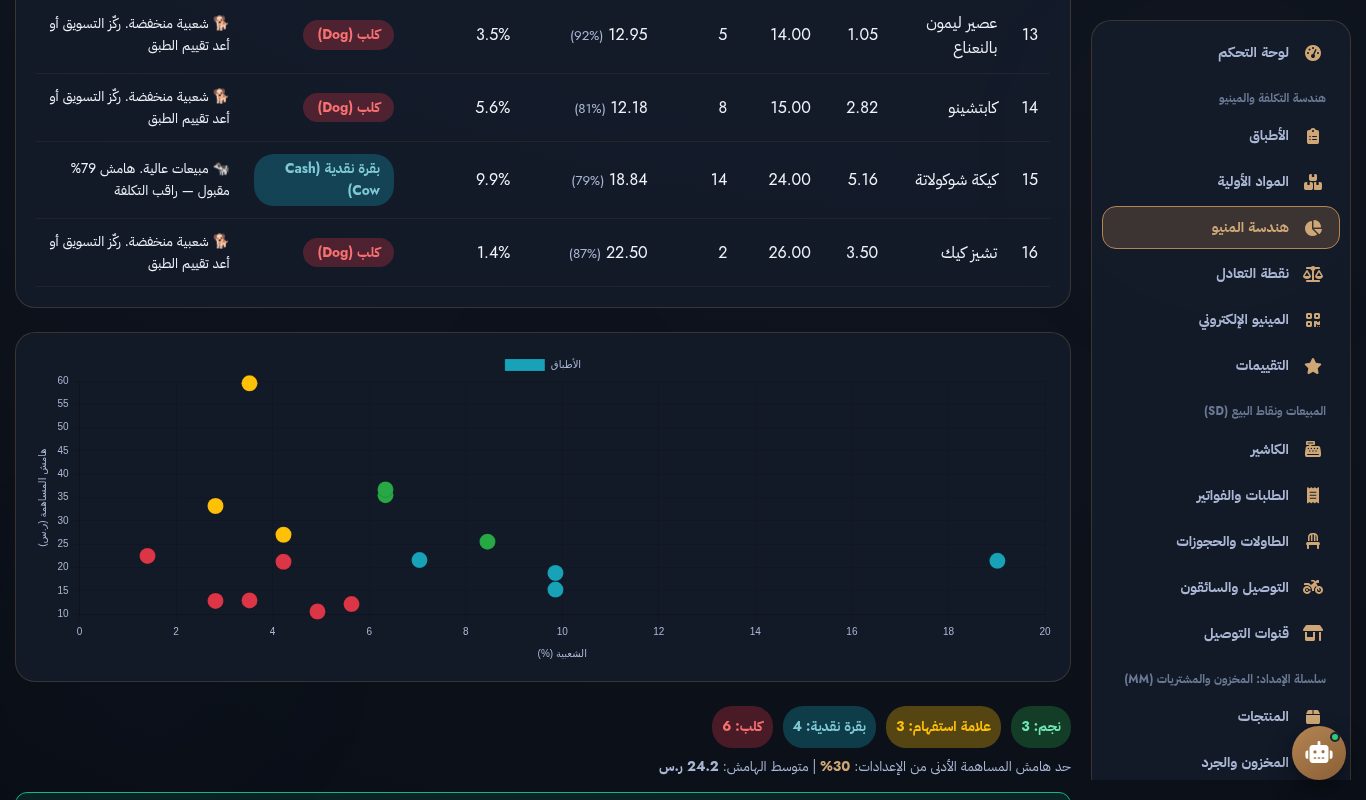 لوحة التحكم
هندسة التكلفة والمينيو
الأطباق
المواد الأولية
هندسة المنيو
نقطة التعادل
المينيو الإلكتروني
التقييمات
المبيعات ونقاط البيع (SD)
الكاشير
الطلبات والفواتير
الطاولات والحجوزات
التوصيل والسائقون
قنوات التوصيل
سلسلة الإمداد: المخزون والمشتريات (MM)
المنتجات
المخزون والجرد
13 عصير ليمون بالنعناع 1.05 14.00 5 12.95 (92%) 3.5% كلب (Dog) 🐕 شعبية منخفضة. ركّز التسويق أو
أعد تقييم الطبق
14 كابتشينو 2.82 15.00 8 12.18 (81%) 5.6% كلب (Dog) 🐕 شعبية منخفضة. ركّز التسويق أو
أعد تقييم الطبق
15 كيكة شوكولاتة 5.16 24.00 14 18.84 (79%) 9.9% بقرة نقدية (Cash Cow) 🐄 مبيعات عالية. هامش 79%
مقبول — راقب التكلفة
16 تشيز كيك 3.50 26.00 2 22.50 (87%) 1.4% كلب (Dog) 🐕 شعبية منخفضة. ركّز التسويق أو
أعد تقييم الطبق
الأطباق
هامش المساهمة (ر.س)
60
55
50
45
40
35
30
25
20
15
10
0 2 4 6 8 10 12 14 16 18 20
الشعبية (%)
نجم: 3 علامة استفهام: 3 بقرة نقدية: 4 كلب: 6
حد هامش المساهمة الأدنى من الإعدادات: 30% | متوسط الهامش: 24.2 ر.س